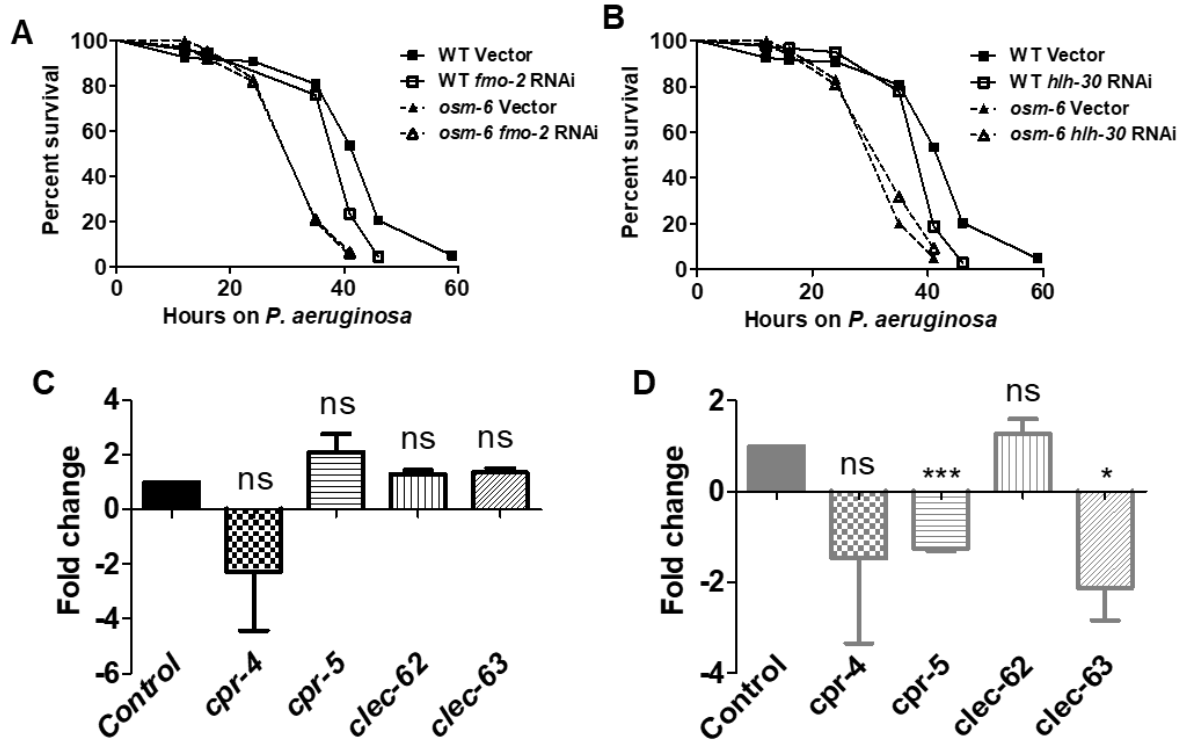 A
Percent survival
100
80
60
40
20
0
0 20 40 60
Hours on P. aeruginosa
WT Vector
WT fmo-2 RNAi
osm-6 Vector
osm-6 fmo-2 RNAi
B
Percent survival
100
80
60
40
20
0
0 20 40 60
Hours on P. aeruginosa
WT Vector
WT hlh-30 RNAi
osm-6 Vector
osm-6 hlh-30 RNAi
C
Fold change
4
2
0
-2
-4
-6
ns
ns
ns
ns
Control
cpr-4
cpr-5
clec-62
clec-63
D
Fold change
2
0
-2
-4
ns
***
ns
*
Control
cpr-4
cpr-5
clec-62
clec-63